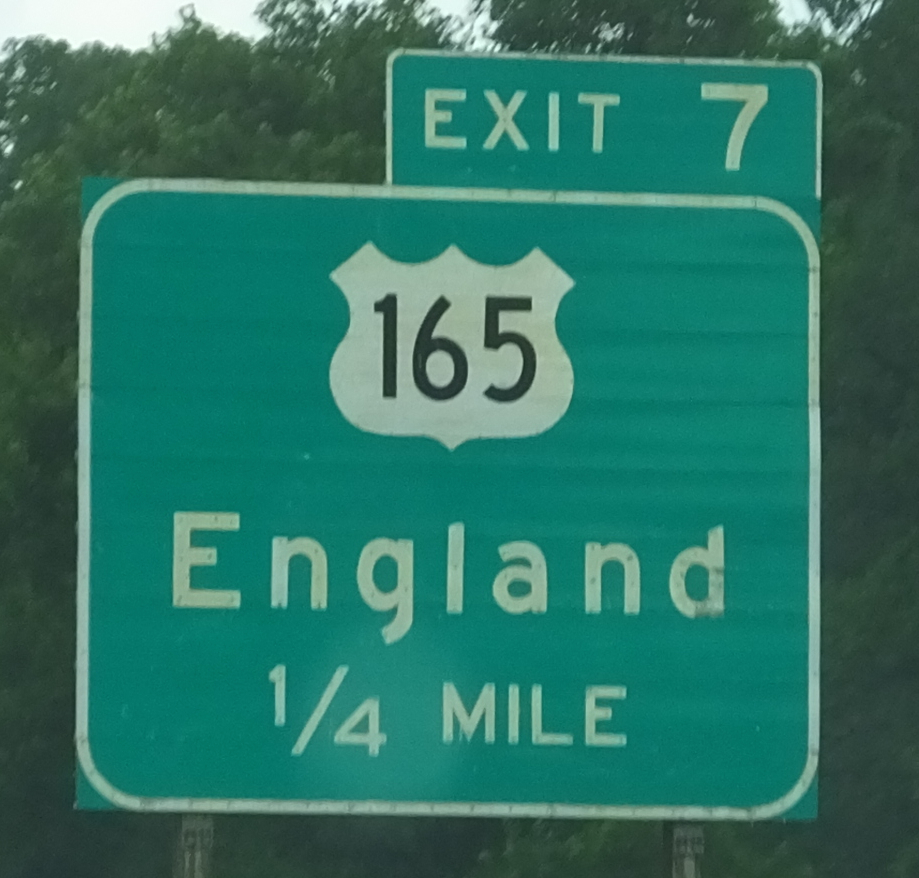 EXIT 7
165
England
1/4 MILE